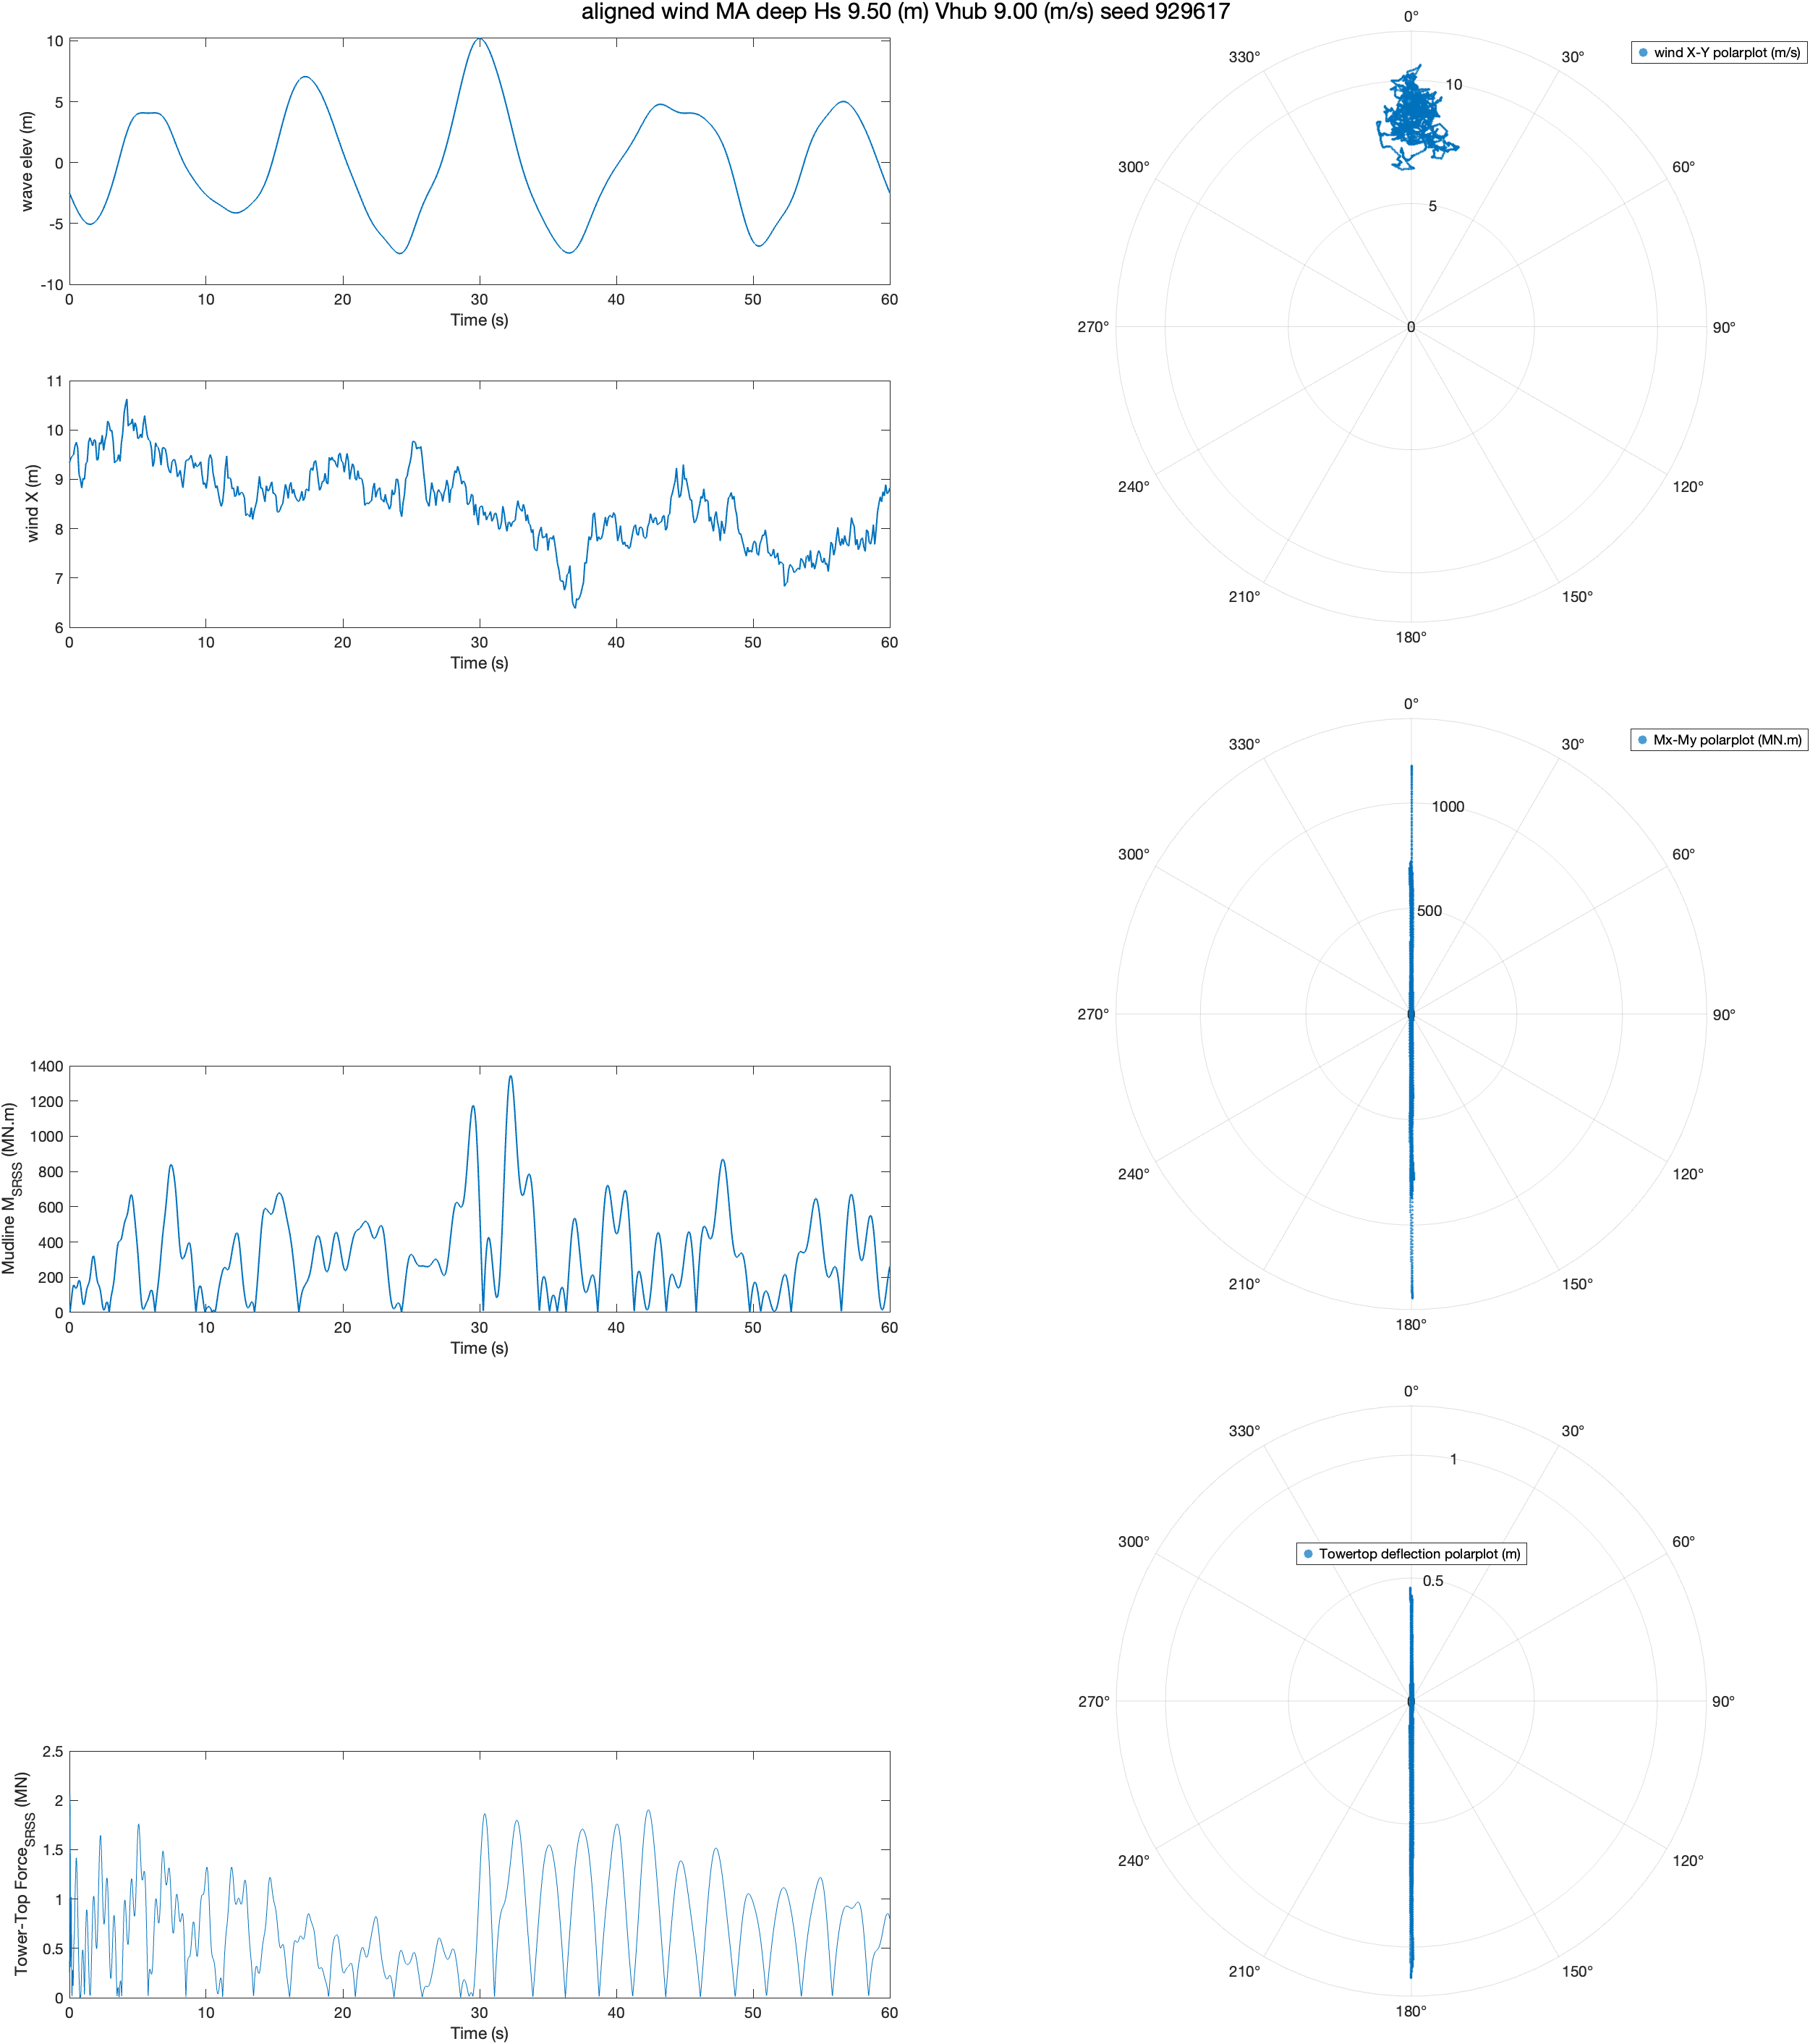 aligned wind MA deep Hs 9.50 (m) Vhub 9.00 (m/s) seed 929617
10
5
0
-5
-10
wave elev (m)
0 10 20 30 40 50 60
Time (s)
wind X-Y polarplot (m/s)
0°
330° 30°
10
300° 60°
5
270° 0 90°
240° 120°
210° 150°
180°
11
10
9
8
7
6
wind X (m)
0 10 20 30 40 50 60
Time (s)
Mx-My polarplot (MN.m)
0°
330° 30°
1000
300° 60°
500
270° 0 90°
240° 120°
210° 150°
180°
1400
1200
1000
800
600
400
200
0
Mudline M_SRSS (MN.m)
0 10 20 30 40 50 60
Time (s)
0°
330° 30°
1
300° 60°
Towertop deflection polarplot (m)
0.5
270° 0 90°
240° 120°
210° 150°
180°
2.5
2
1.5
1
0.5
0
Tower-Top Force_SRSS (MN)
0 10 20 30 40 50 60
Time (s)